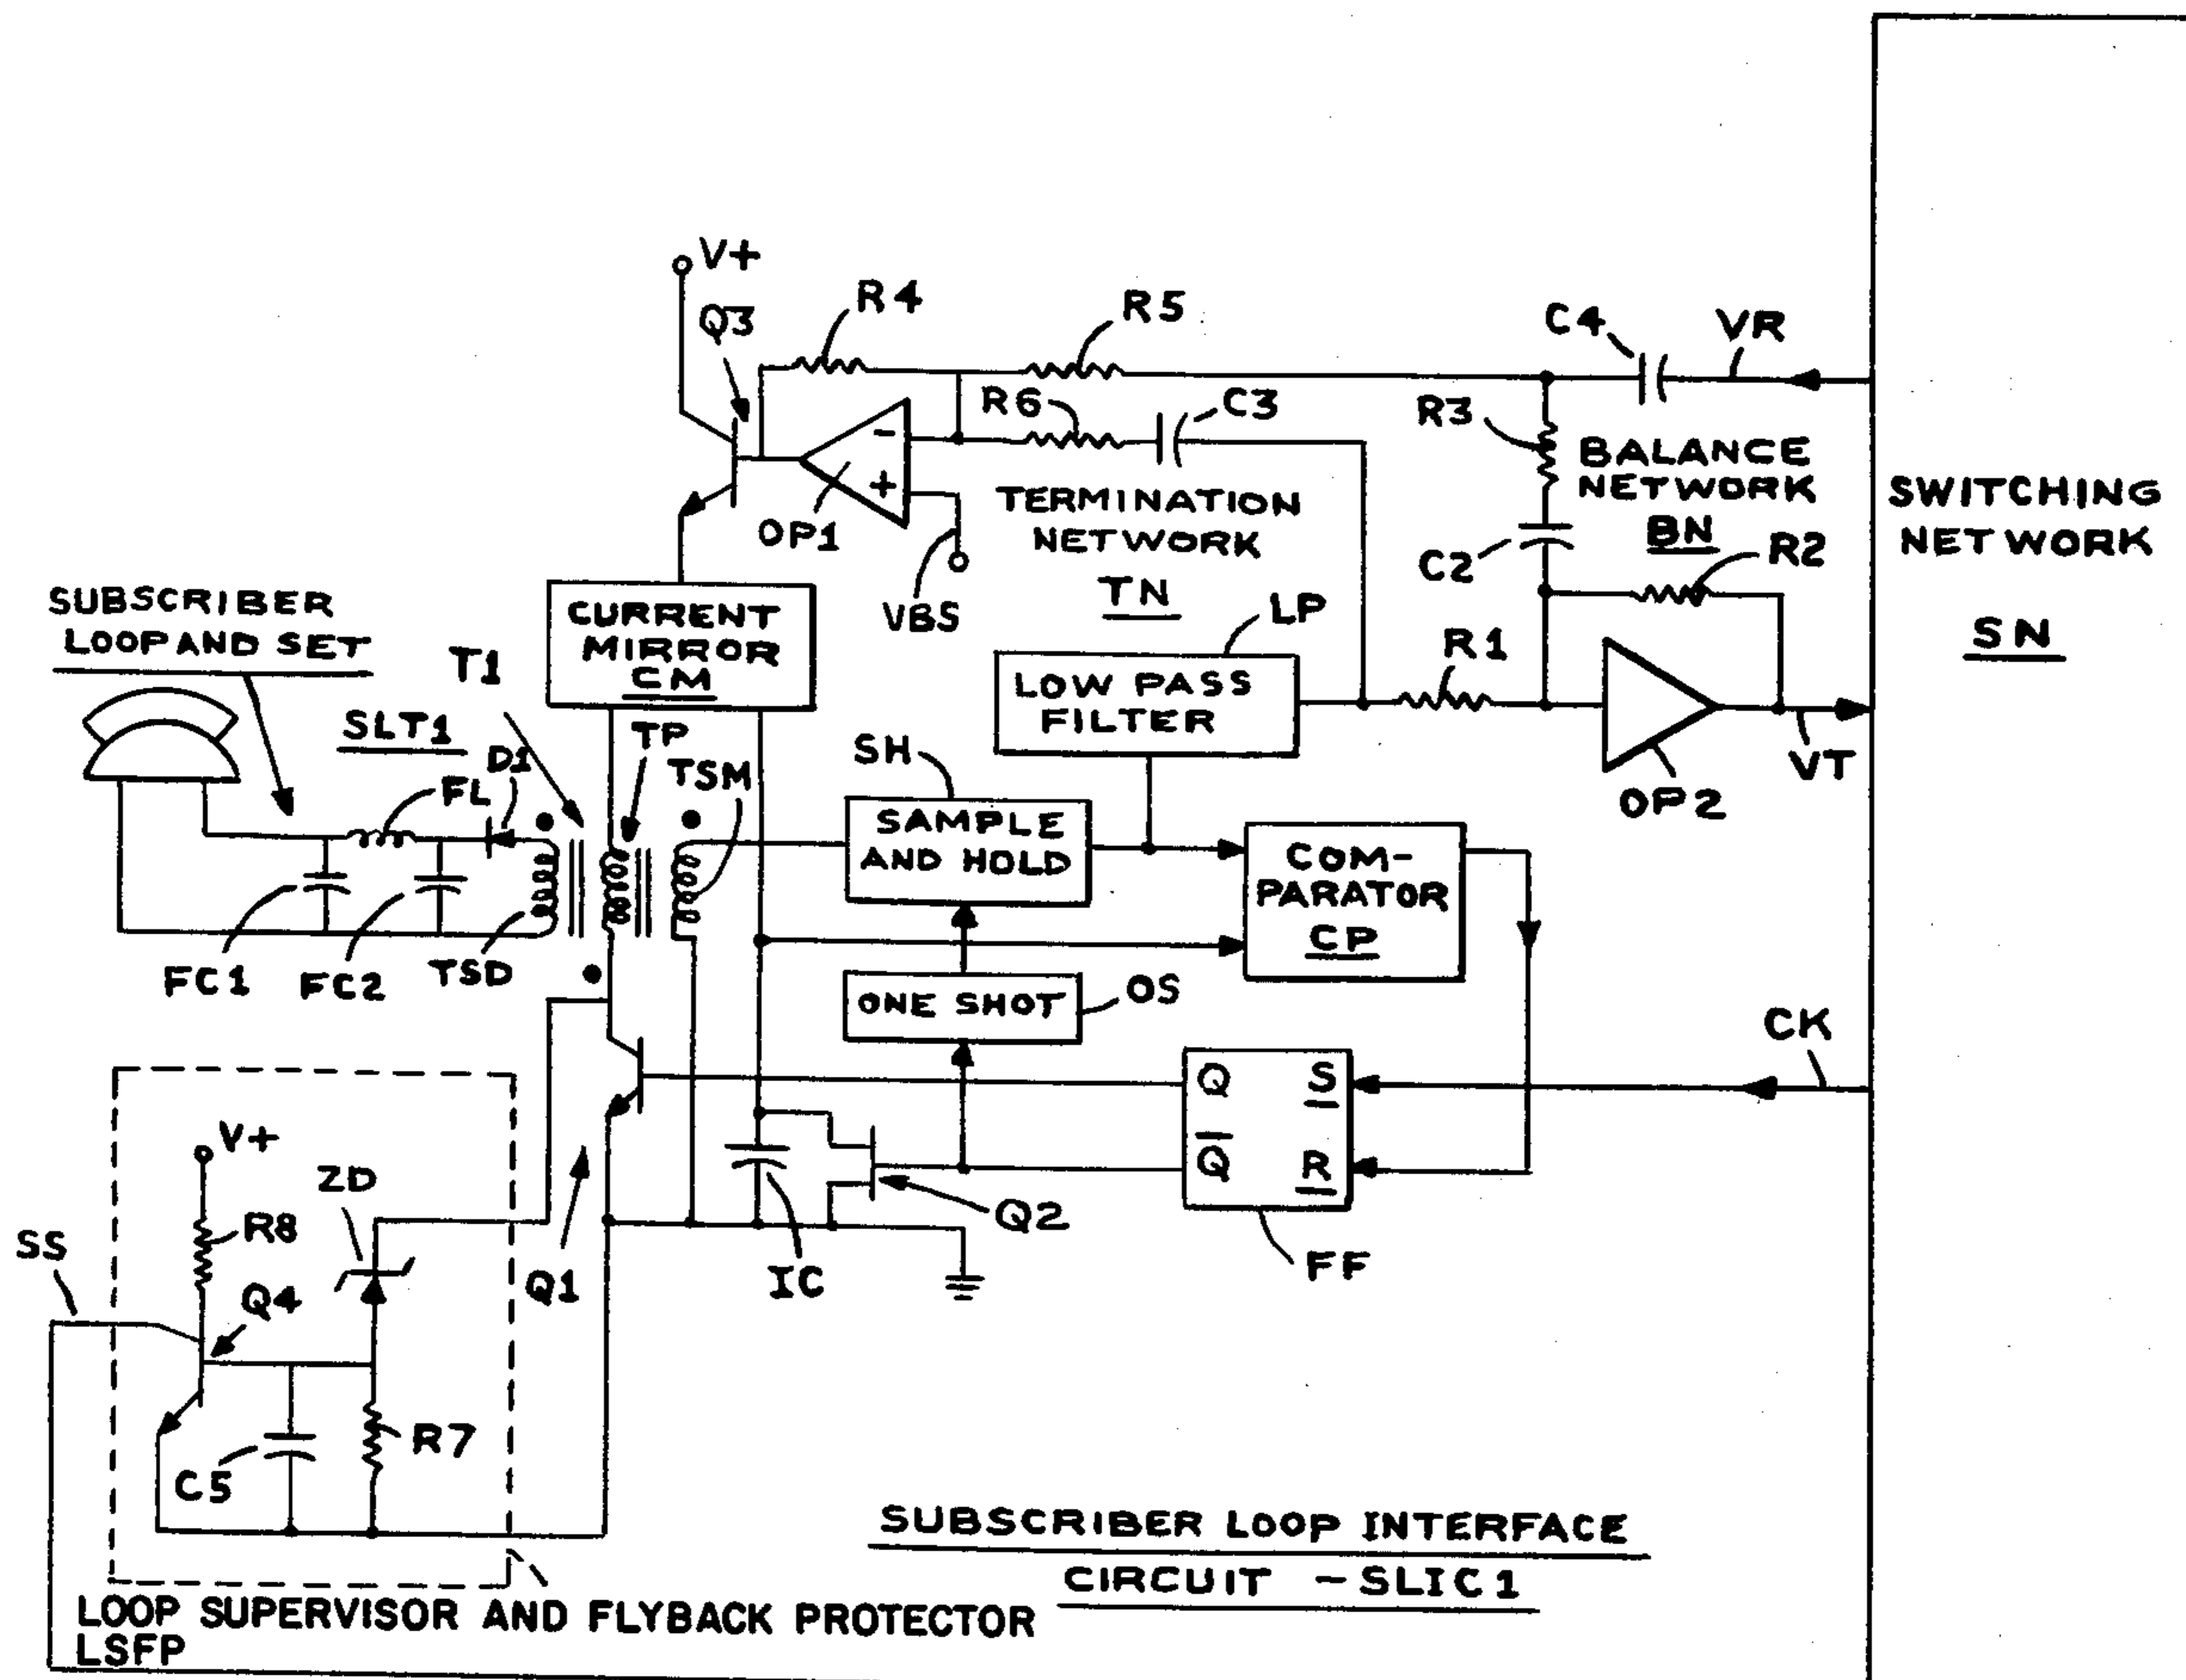 V+
Q3
R4
R5
C4
VR
R6
C3
R3
-
+
OP1
VBS
TERMINATION
NETWORK
TN
BALANCE
NETWORK
BN
C2
R2
SWITCHING
NETWORK
SN
SUBSCRIBER
LOOP AND SET
T1
CURRENT
MIRROR
CM
LP
LOW PASS
FILTER
R1
OP2
VT
SLT1
D1
FL
TP
TSM
SH
SAMPLE
AND HOLD
COM-
PARATOR
CP
FC1
FC2
TSD
ONE SHOT
OS
CK
Q
S
Q̅
R
FF
V+
ZD
R8
Q4
SS
Q1
IC
Q2
C5
R7
SUBSCRIBER LOOP INTERFACE
CIRCUIT - SLIC1
LOOP SUPERVISOR AND FLYBACK PROTECTOR
LSFP